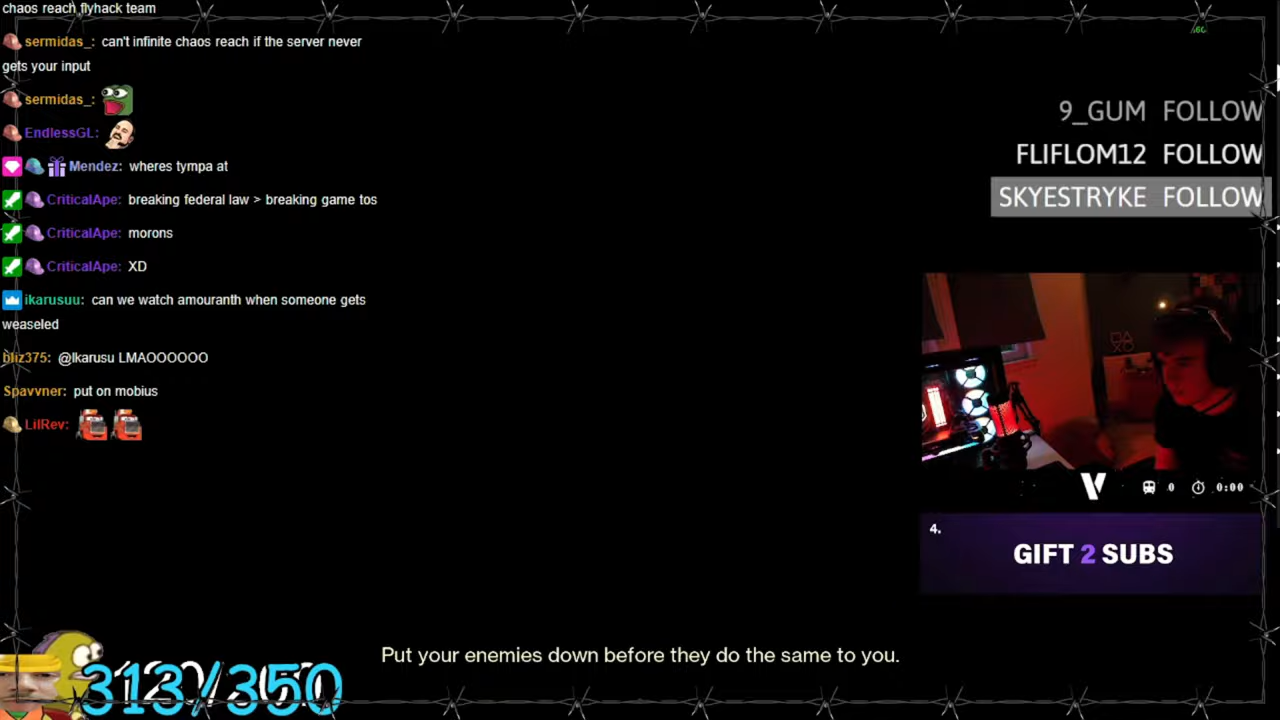 chaos reach flyhack team
sermidas_: can't infinite chaos reach if the server never
gets your input
sermidas_:
EndlessGL:
Mendez: wheres tympa at
CriticalApe: breaking federal law > breaking game tos
CriticalApe: morons
CriticalApe: XD
ikarusuu: can we watch amouranth when someone gets
weaseled
bliz375: @Ikarusu LMAOOOOOO
Spavvner: put on mobius
LilRev:
9_GUM FOLLOW
FLIFLOM12 FOLLOW
SKYESTRYKE FOLLOW
0 0:00
4.
GIFT 2 SUBS
Put your enemies down before they do the same to you.
313/350